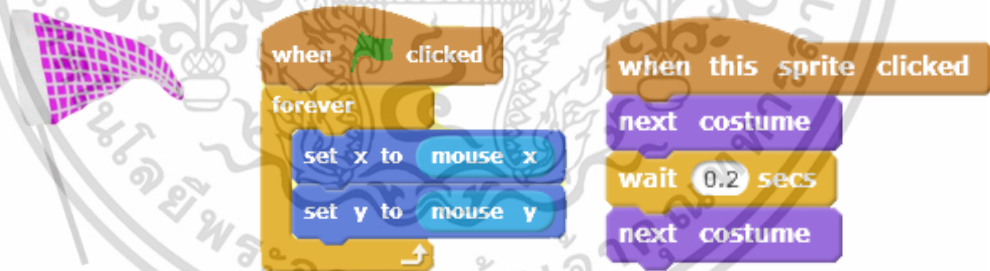 when clicked
forever
set x to mouse x
set y to mouse y
when this sprite clicked
next costume
wait 0.2 secs
next costume